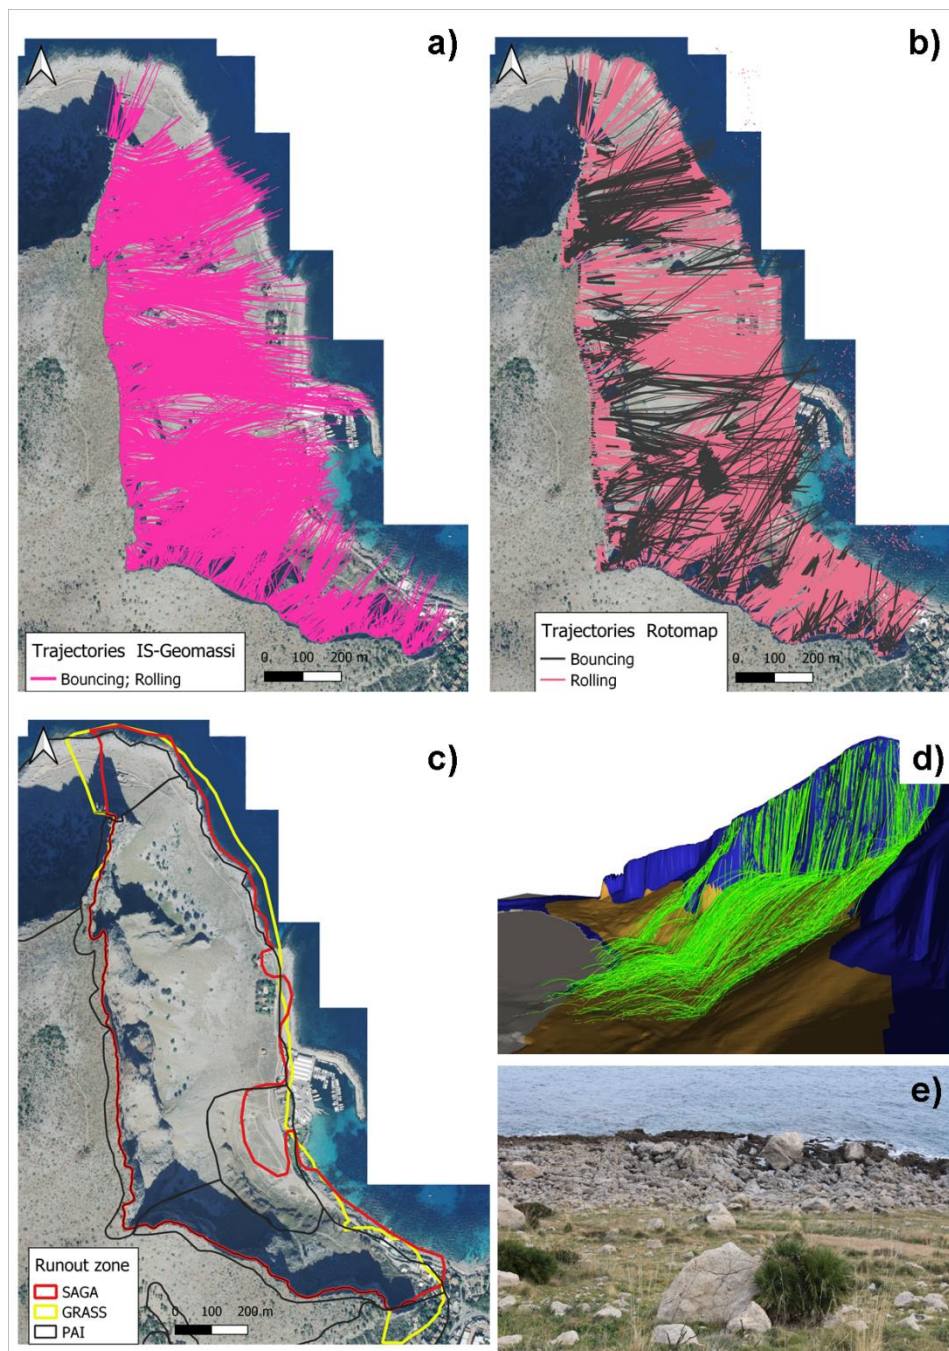 a)
b)
Trajectories IS-Geomassi
Bouncing; Rolling
0. 100 200 m
Trajectories Rotomap
Bouncing
Rolling
0 100 200 m
c)
d)
Runout zone
SAGA
GRASS
PAI
0 100 200 m
e)